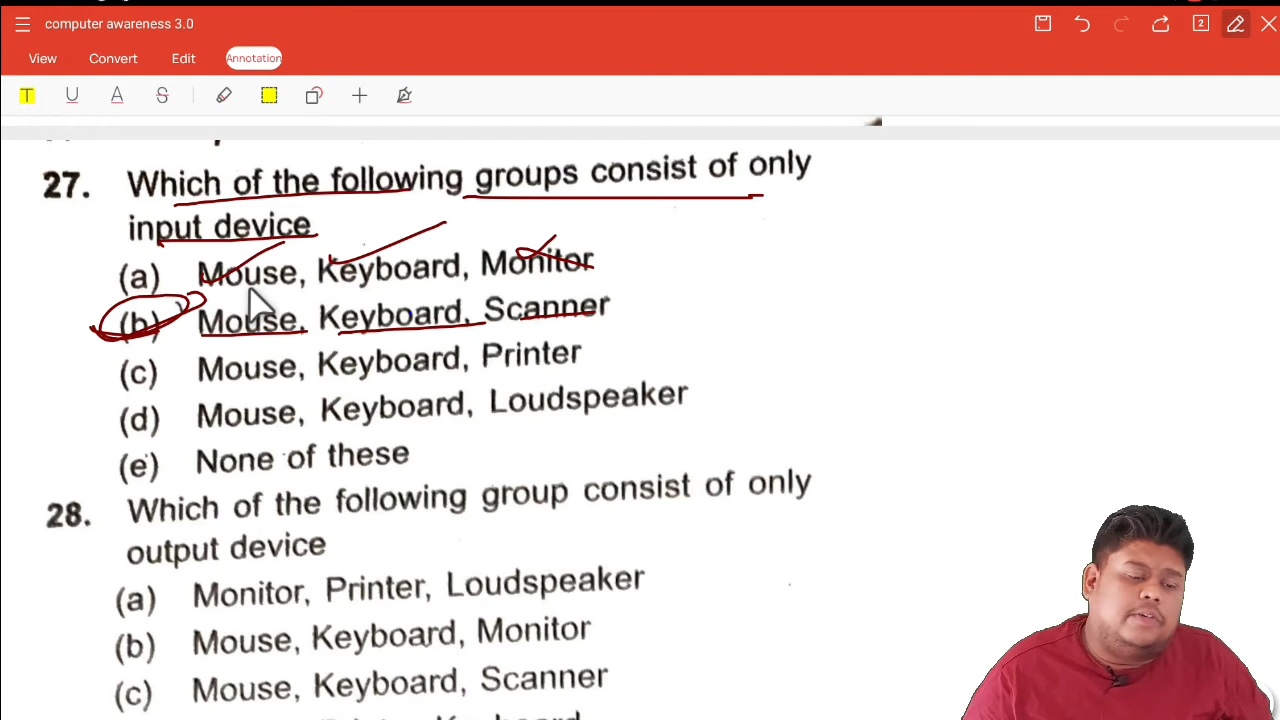 computer awareness 3.0
2
View Convert Edit Annotation
T U A S
27. Which of the following groups consist of only
input device
(a) Mouse, Keyboard, Monitor
(b) Mouse, Keyboard, Scanner
(c) Mouse, Keyboard, Printer
(d) Mouse, Keyboard, Loudspeaker
(e) None of these
28. Which of the following group consist of only
output device
(a) Monitor, Printer, Loudspeaker
(b) Mouse, Keyboard, Monitor
(c) Mouse, Keyboard, Scanner